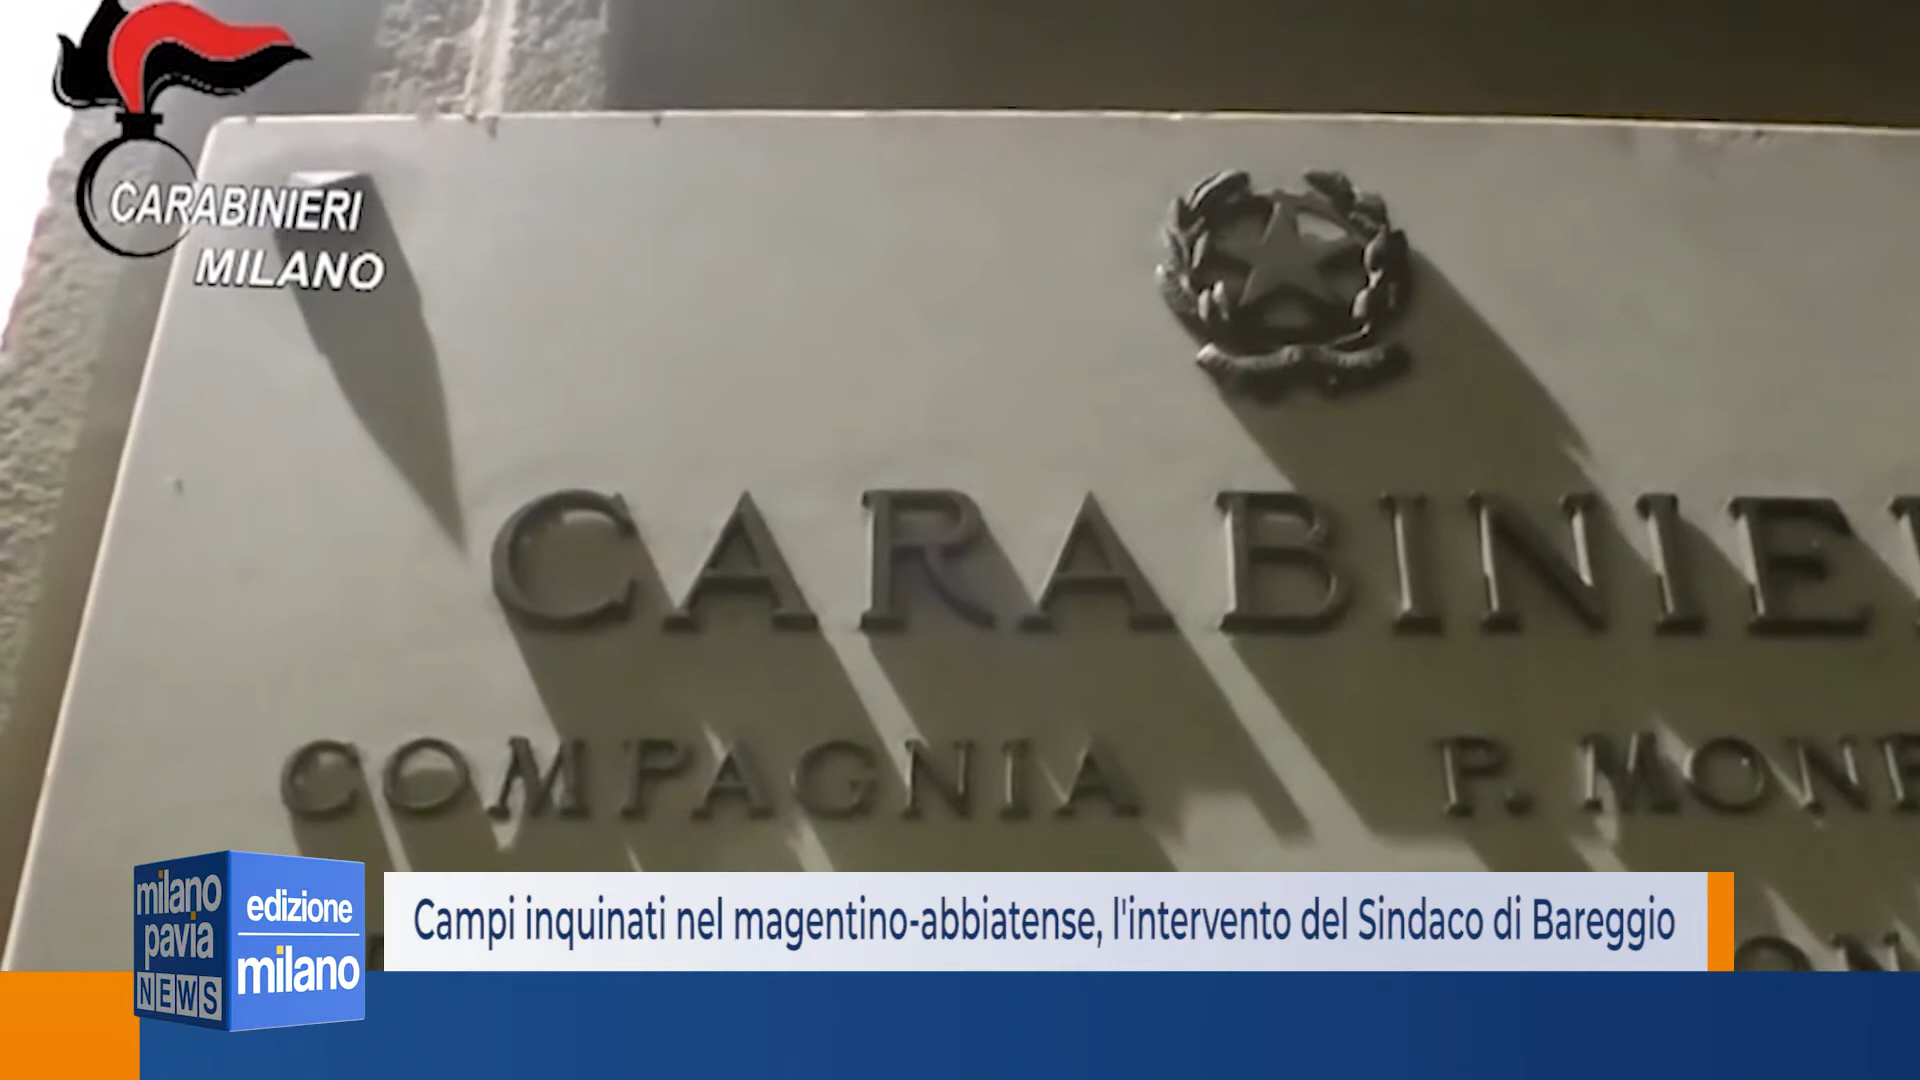 CARABINIERI
MILANO
CARABINIE
COMPAGNIA P. MON
milano
pavia
NEWS
edizione
milano
Campi inquinati nel magentino-abbiatense, l'intervento del Sindaco di Bareggio